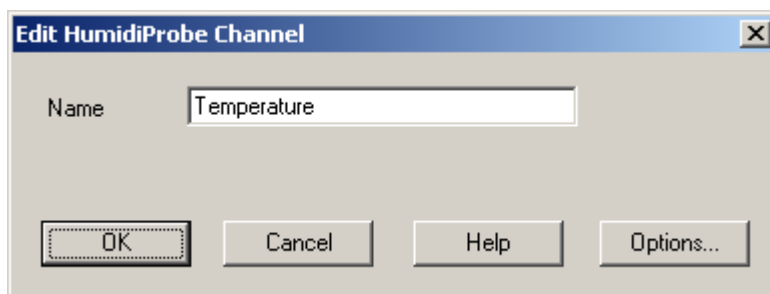 Edit HumidiProbe Channel
Name Temperature
OK Cancel Help Options...